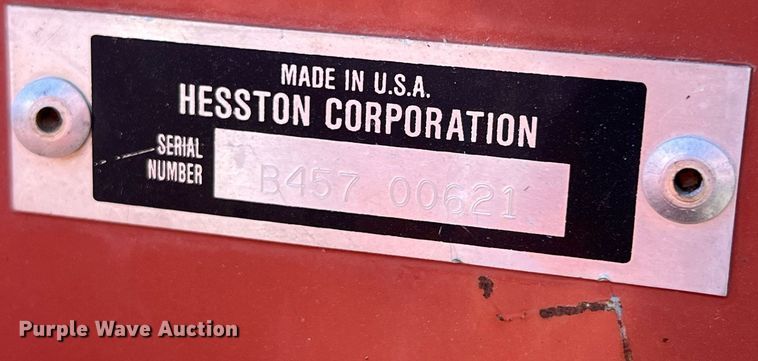 MADE IN U.S.A.
HESSTON CORPORATION
SERIAL
NUMBER
B457 00621
Purple Wave Auction